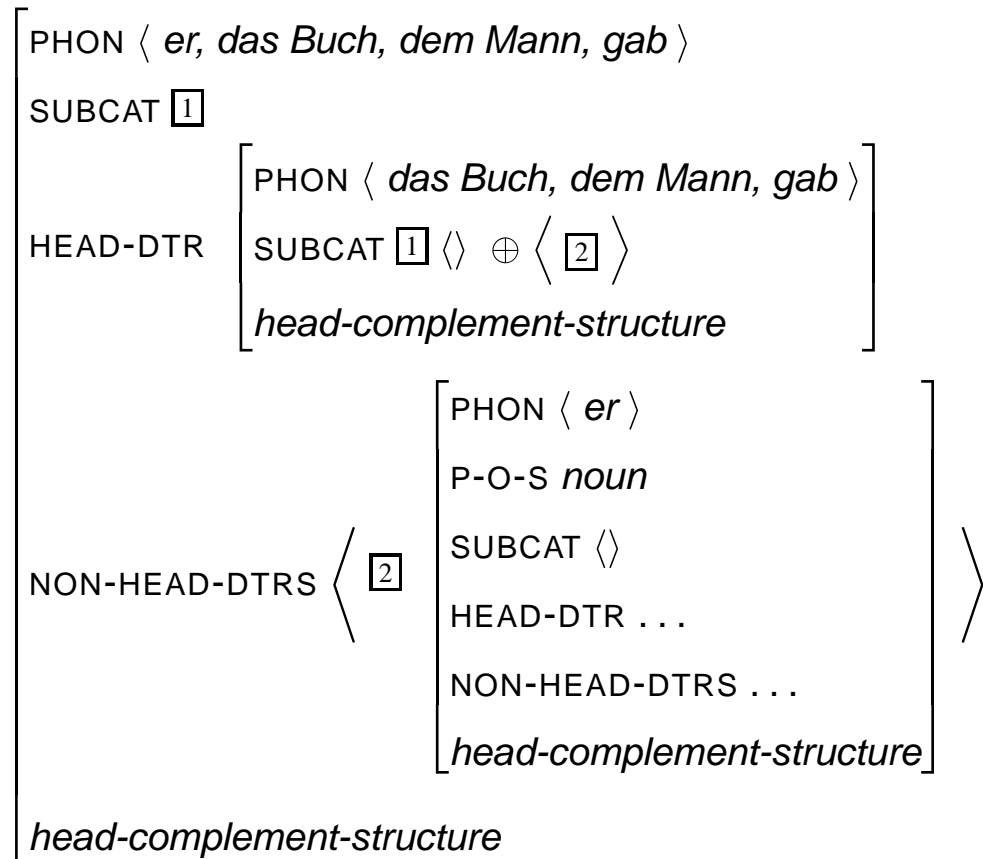 PHON ⟨ er, das Buch, dem Mann, gab ⟩
SUBCAT 1
HEAD-DTR
PHON ⟨ das Buch, dem Mann, gab ⟩
SUBCAT 1 ⟨⟩ ⊕ ⟨ 2 ⟩
head-complement-structure
NON-HEAD-DTRS ⟨ 2
PHON ⟨ er ⟩
P-O-S noun
SUBCAT ⟨⟩
HEAD-DTR ...
NON-HEAD-DTRS ...
head-complement-structure
⟩
head-complement-structure